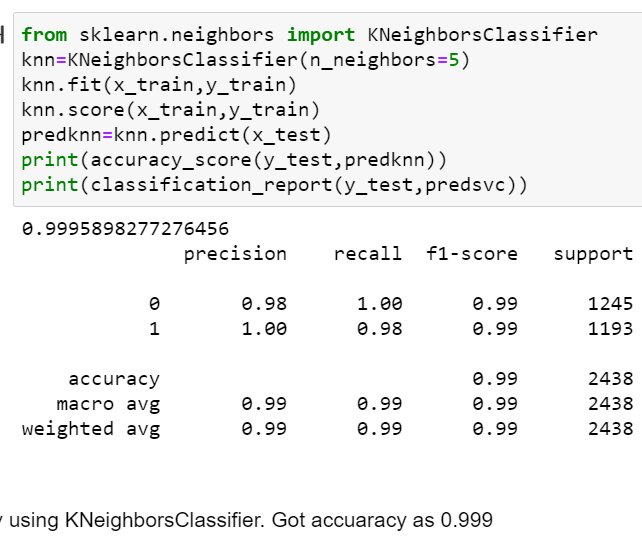 from sklearn.neighbors import KNeighborsClassifier
knn=KNeighborsClassifier(n_neighbors=5)
knn.fit(x_train,y_train)
knn.score(x_train,y_train)
predknn=knn.predict(x_test)
print(accuracy_score(y_test,predknn))
print(classification_report(y_test,predsvc))
0.9995898277276456
precision recall f1-score support
0 0.98 1.00 0.99 1245
1 1.00 0.98 0.99 1193
accuracy 0.99 2438
macro avg 0.99 0.99 0.99 2438
weighted avg 0.99 0.99 0.99 2438
using KNeighborsClassifier. Got accuaracy as 0.999